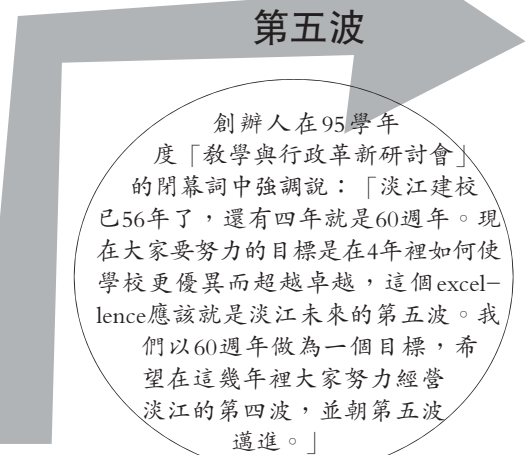 第五波
創辦人在95學年
度「教學與行政革新研討會」
的閉幕詞中強調說：「淡江建校
已56年了，還有四年就是60週年。現
在大家要努力的目標是在4年裡如何使
學校更優異而超越卓越，這個excel-
lence應該就是淡江未來的第五波。我
們以60週年做為一個目標，希
望在這幾年裡大家努力經營
淡江的第四波，並朝第五波
邁進。」